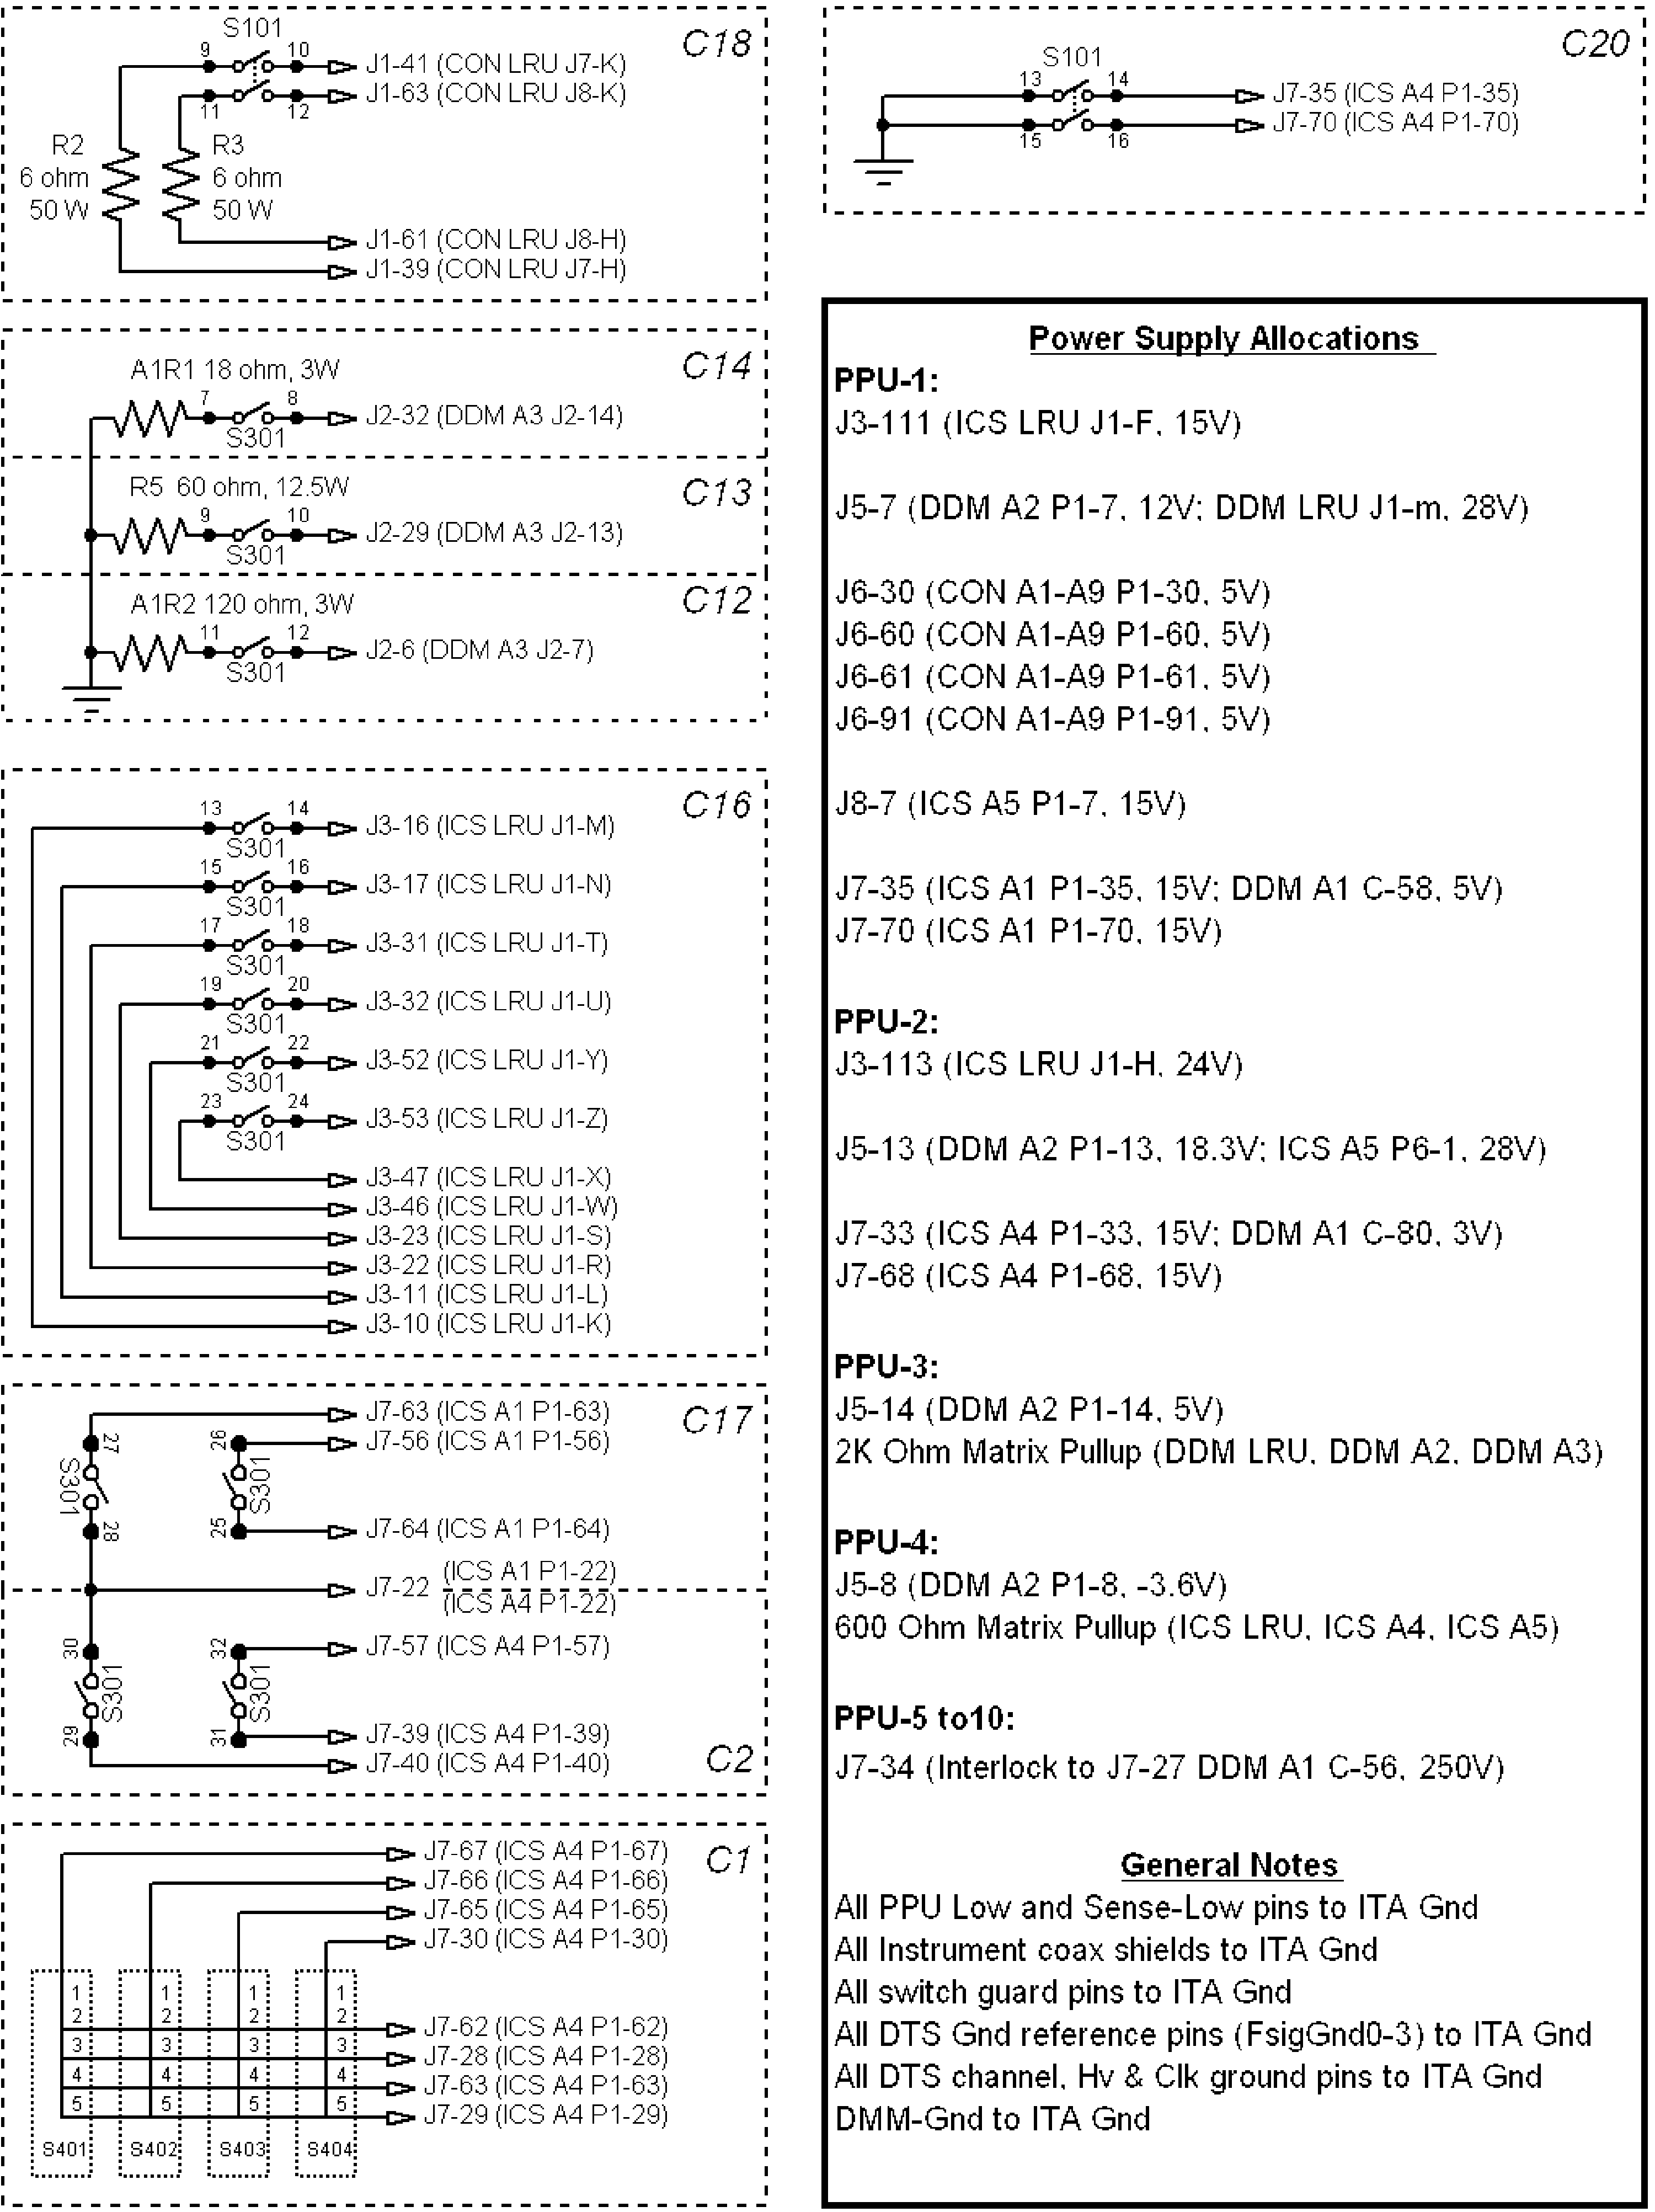 S101
C18
9
10
J1-41 (CON LRU J7-K)
J1-63 (CON LRU J8-K)
11
12
R2
6 ohm
50 W
R3
6 ohm
50 W
J1-61 (CON LRU J8-H)
J1-39 (CON LRU J7-H)
C14
A1R1 18 ohm, 3W
7
8
J2-32 (DDM A3 J2-14)
S301
C13
R5 60 ohm, 12.5W
9
10
J2-29 (DDM A3 J2-13)
S301
C12
A1R2 120 ohm, 3W
11
12
J2-6 (DDM A3 J2-7)
S301
C16
13
14
J3-16 (ICS LRU J1-M)
S301
15
16
J3-17 (ICS LRU J1-N)
S301
17
18
J3-31 (ICS LRU J1-T)
S301
19
20
J3-32 (ICS LRU J1-U)
S301
21
22
J3-52 (ICS LRU J1-Y)
S301
23
24
J3-53 (ICS LRU J1-Z)
S301
J3-47 (ICS LRU J1-X)
J3-46 (ICS LRU J1-W)
J3-23 (ICS LRU J1-S)
J3-22 (ICS LRU J1-R)
J3-11 (ICS LRU J1-L)
J3-10 (ICS LRU J1-K)
C17
J7-63 (ICS A1 P1-63)
J7-56 (ICS A1 P1-56)
27
26
S301
S301
28
25
J7-64 (ICS A1 P1-64)
(ICS A1 P1-22)
J7-22
(ICS A4 P1-22)
30
32
J7-57 (ICS A4 P1-57)
S301
S301
29
31
J7-39 (ICS A4 P1-39)
J7-40 (ICS A4 P1-40)
C2
C1
J7-67 (ICS A4 P1-67)
J7-66 (ICS A4 P1-66)
J7-65 (ICS A4 P1-65)
J7-30 (ICS A4 P1-30)
1 1 1 1
2 2 2 2
J7-62 (ICS A4 P1-62)
3 3 3 3
J7-28 (ICS A4 P1-28)
4 4 4 4
J7-63 (ICS A4 P1-63)
5 5 5 5
J7-29 (ICS A4 P1-29)
S401 S402 S403 S404
C20
S101
13
14
J7-35 (ICS A4 P1-35)
J7-70 (ICS A4 P1-70)
15
16
Power Supply Allocations
PPU-1:
J3-111 (ICS LRU J1-F, 15V)
J5-7 (DDM A2 P1-7, 12V; DDM LRU J1-m, 28V)
J6-30 (CON A1-A9 P1-30, 5V)
J6-60 (CON A1-A9 P1-60, 5V)
J6-61 (CON A1-A9 P1-61, 5V)
J6-91 (CON A1-A9 P1-91, 5V)
J8-7 (ICS A5 P1-7, 15V)
J7-35 (ICS A1 P1-35, 15V; DDM A1 C-58, 5V)
J7-70 (ICS A1 P1-70, 15V)
PPU-2:
J3-113 (ICS LRU J1-H, 24V)
J5-13 (DDM A2 P1-13, 18.3V; ICS A5 P6-1, 28V)
J7-33 (ICS A4 P1-33, 15V; DDM A1 C-80, 3V)
J7-68 (ICS A4 P1-68, 15V)
PPU-3:
J5-14 (DDM A2 P1-14, 5V)
2K Ohm Matrix Pullup (DDM LRU, DDM A2, DDM A3)
PPU-4:
J5-8 (DDM A2 P1-8, -3.6V)
600 Ohm Matrix Pullup (ICS LRU, ICS A4, ICS A5)
PPU-5 to10:
J7-34 (Interlock to J7-27 DDM A1 C-56, 250V)
General Notes
All PPU Low and Sense-Low pins to ITA Gnd
All Instrument coax shields to ITA Gnd
All switch guard pins to ITA Gnd
All DTS Gnd reference pins (FsigGnd0-3) to ITA Gnd
All DTS channel, Hv & Clk ground pins to ITA Gnd
DMM-Gnd to ITA Gnd